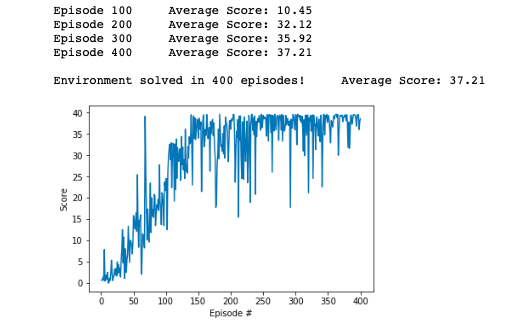 Episode 100 Average Score: 10.45
Episode 200 Average Score: 32.12
Episode 300 Average Score: 35.92
Episode 400 Average Score: 37.21
Environment solved in 400 episodes! Average Score: 37.21
40
35
30
25
20
15
10
5
0
Score
0 50 100 150 200 250 300 350 400
Episode #